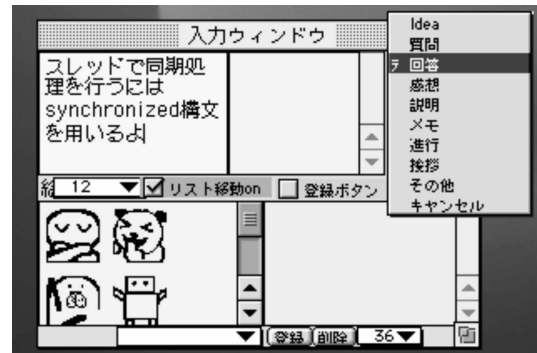 入力ウィンドウ
スレッドで同期処
理を行うには
synchronized構文
を用いるよ
12
リスト移動on
登録ボタン
Idea
質問
回答
感想
説明
メモ
進行
挨拶
その他
キャンセル
登録
削除
36